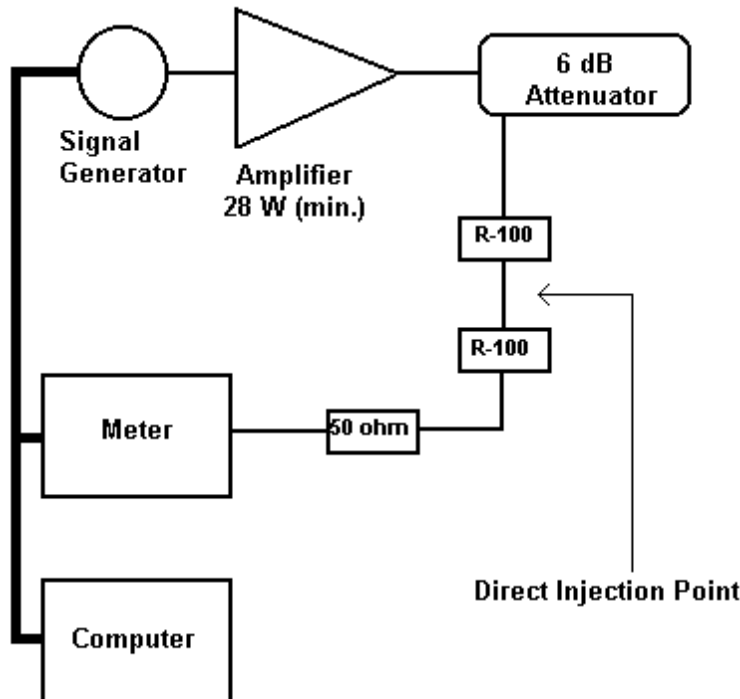 6 dB
Attenuator
Signal
Generator
Amplifier
28 W (min.)
R-100
R-100
Meter
50 ohm
Direct Injection Point
Computer